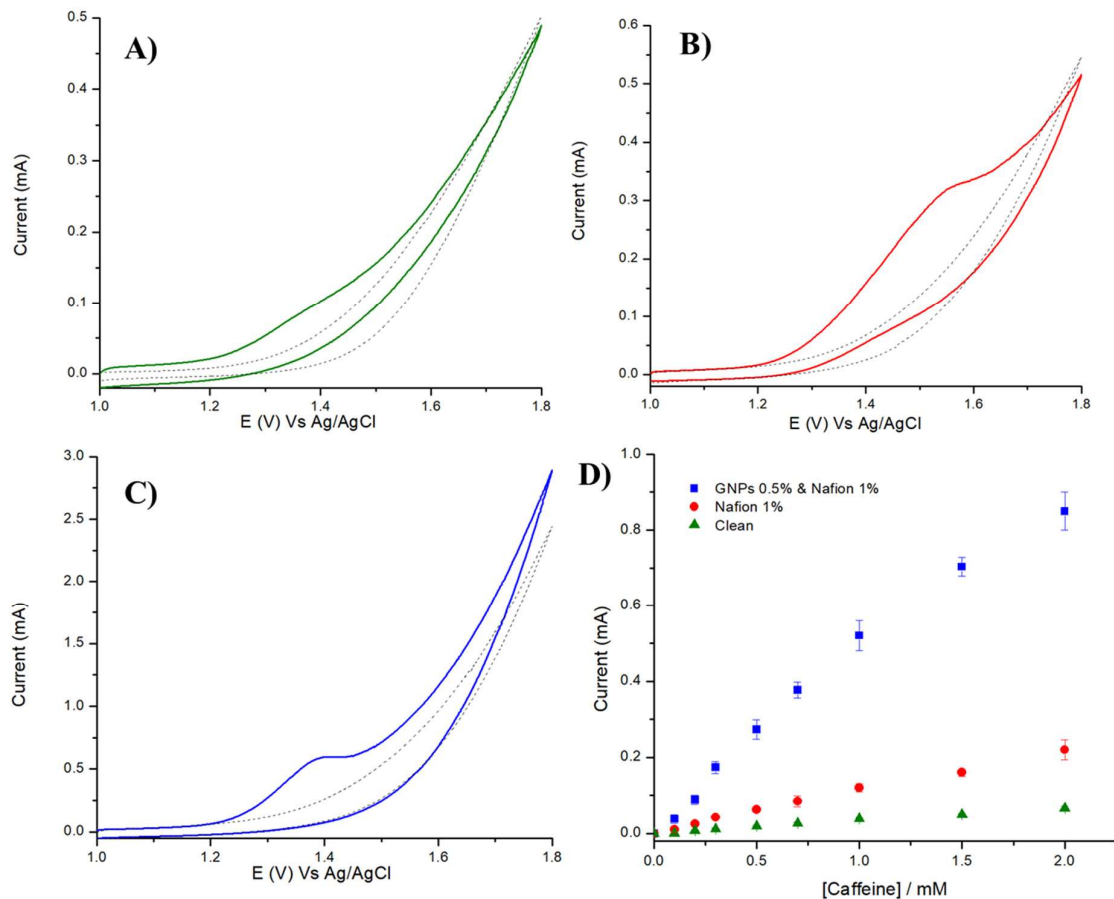 A)
Current (mA)
0.5
0.4
0.3
0.2
0.1
0.0
1.0 1.2 1.4 1.6 1.8
E (V) Vs Ag/AgCl
B)
Current (mA)
0.6
0.5
0.4
0.3
0.2
0.1
0.0
1.0 1.2 1.4 1.6 1.8
E (V) Vs Ag/AgCl
C)
Current (mA)
3.0
2.5
2.0
1.5
1.0
0.5
0.0
1.0 1.2 1.4 1.6 1.8
E (V) Vs Ag/AgCl
D)
GNPs 0.5% & Nafion 1%
Nafion 1%
Clean
Current (mA)
1.0
0.8
0.6
0.4
0.2
0.0
0.0 0.5 1.0 1.5 2.0
[Caffeine] / mM